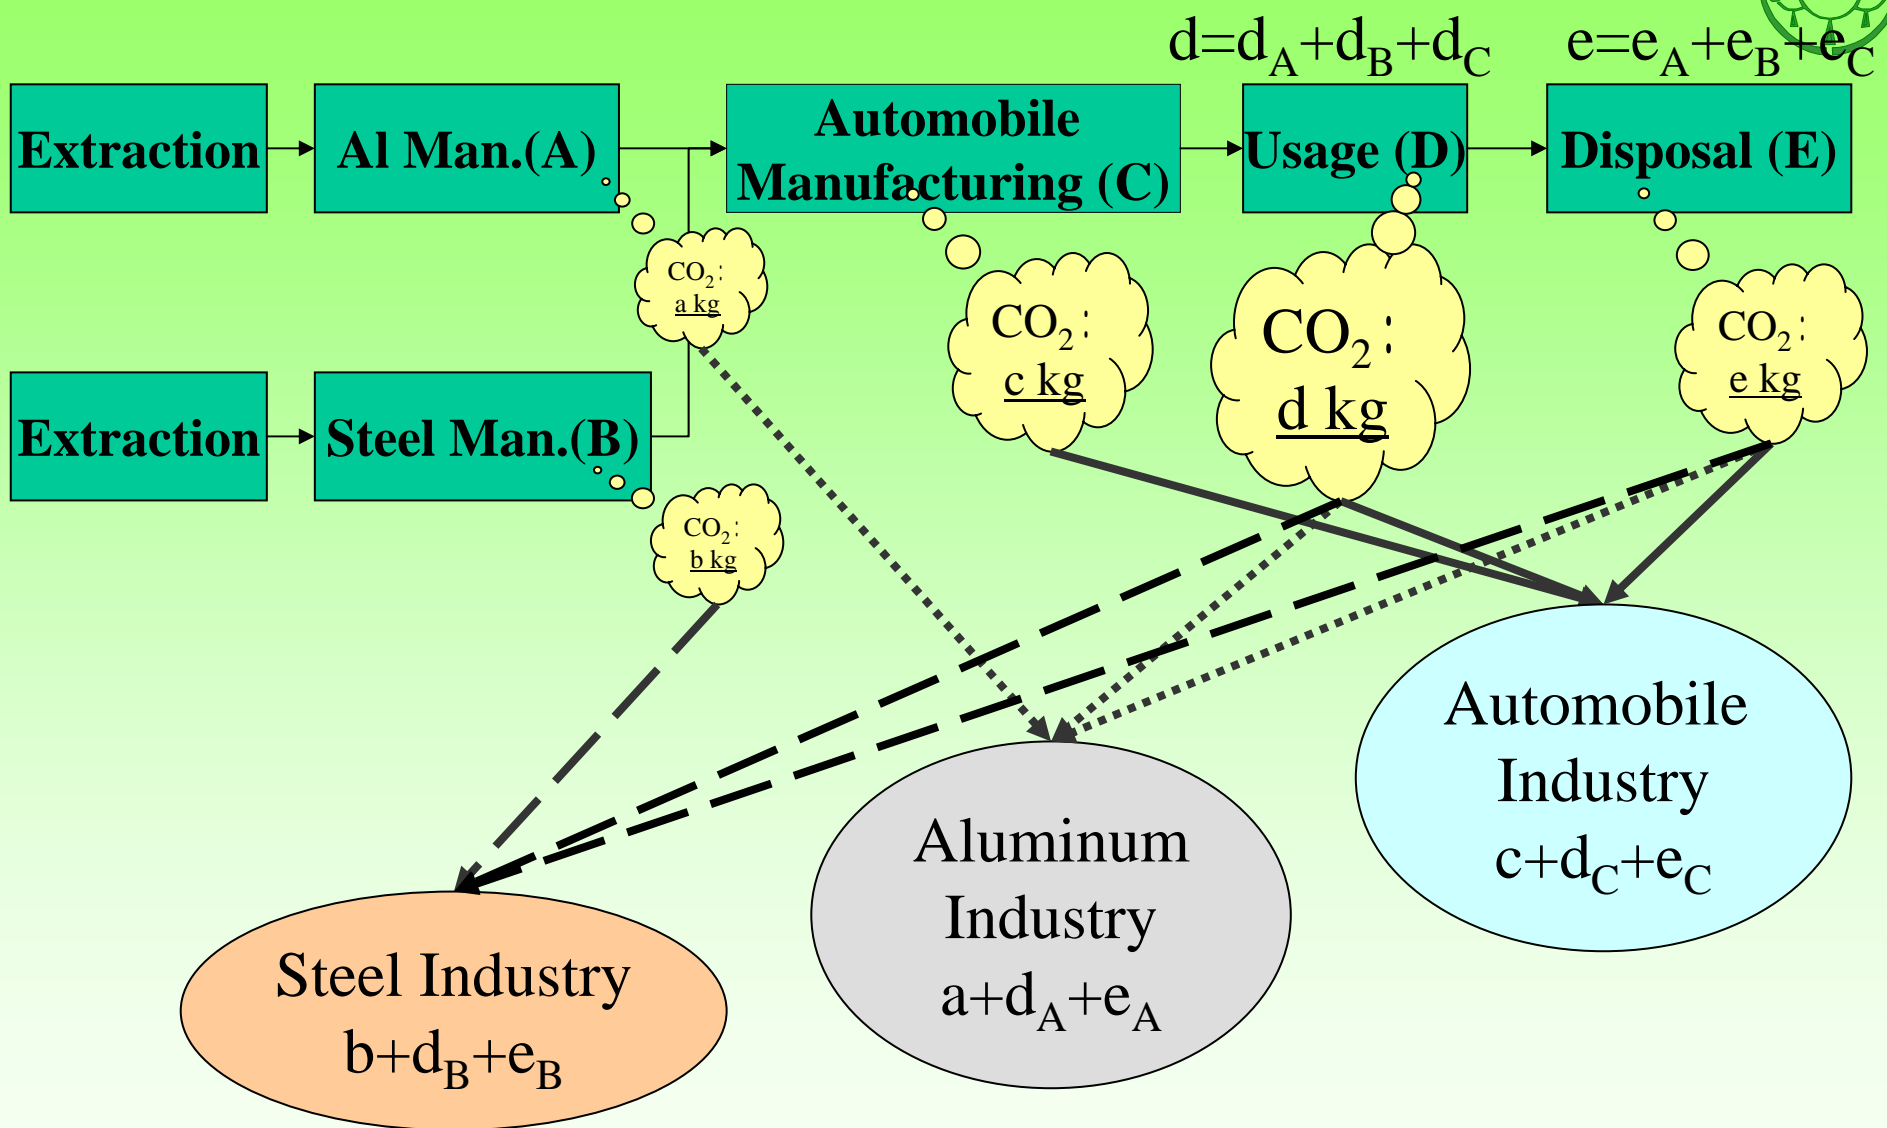 d=dA+dB+dC
e=eA+eB+eC
Extraction
Al Man.(A)
Automobile
Manufacturing (C)
Usage (D)
Disposal (E)
CO2:
a kg
CO2:
c kg
CO2:
d kg
CO2:
e kg
Extraction
Steel Man.(B)
CO2:
b kg
Automobile
Industry
c+dC+eC
Aluminum
Industry
a+dA+eA
Steel Industry
b+dB+eB